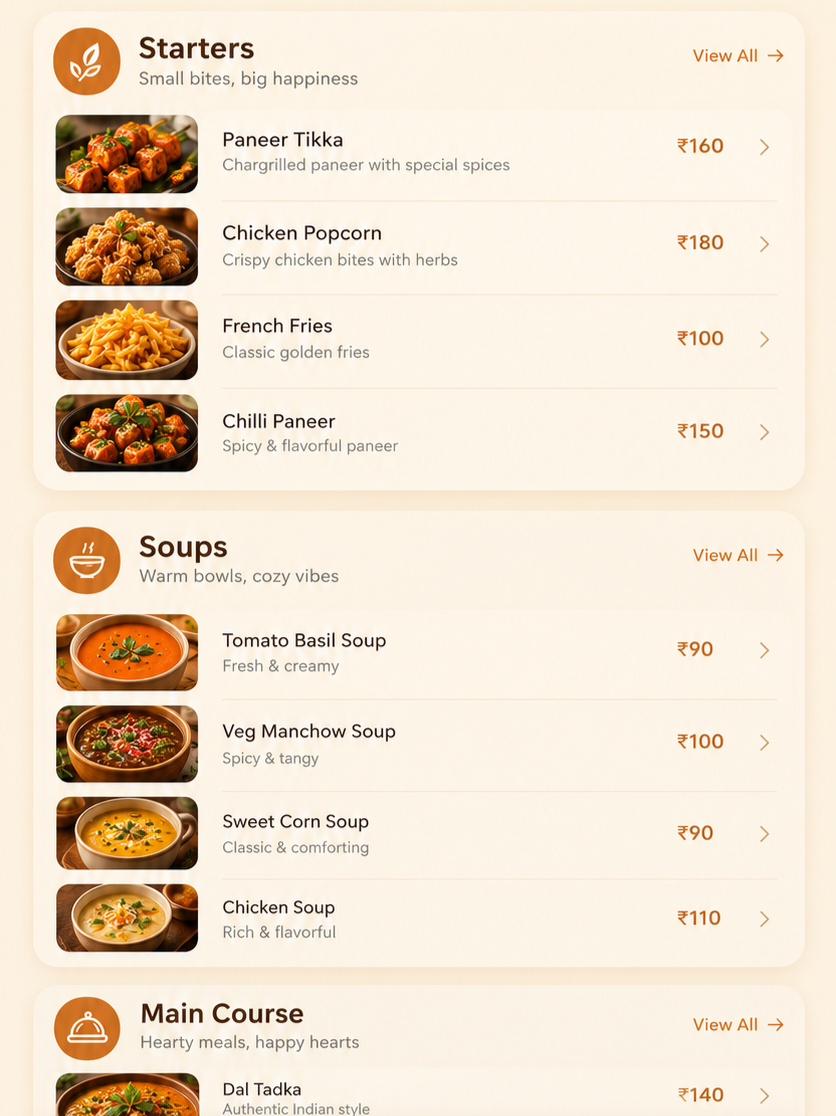 Starters
Small bites, big happiness
View All →
Paneer Tikka
Chargrilled paneer with special spices
₹160
Chicken Popcorn
Crispy chicken bites with herbs
₹180
French Fries
Classic golden fries
₹100
Chilli Paneer
Spicy & flavorful paneer
₹150
Soups
Warm bowls, cozy vibes
View All →
Tomato Basil Soup
Fresh & creamy
₹90
Veg Manchow Soup
Spicy & tangy
₹100
Sweet Corn Soup
Classic & comforting
₹90
Chicken Soup
Rich & flavorful
₹110
Main Course
Hearty meals, happy hearts
View All →
Dal Tadka
Authentic Indian style
₹140